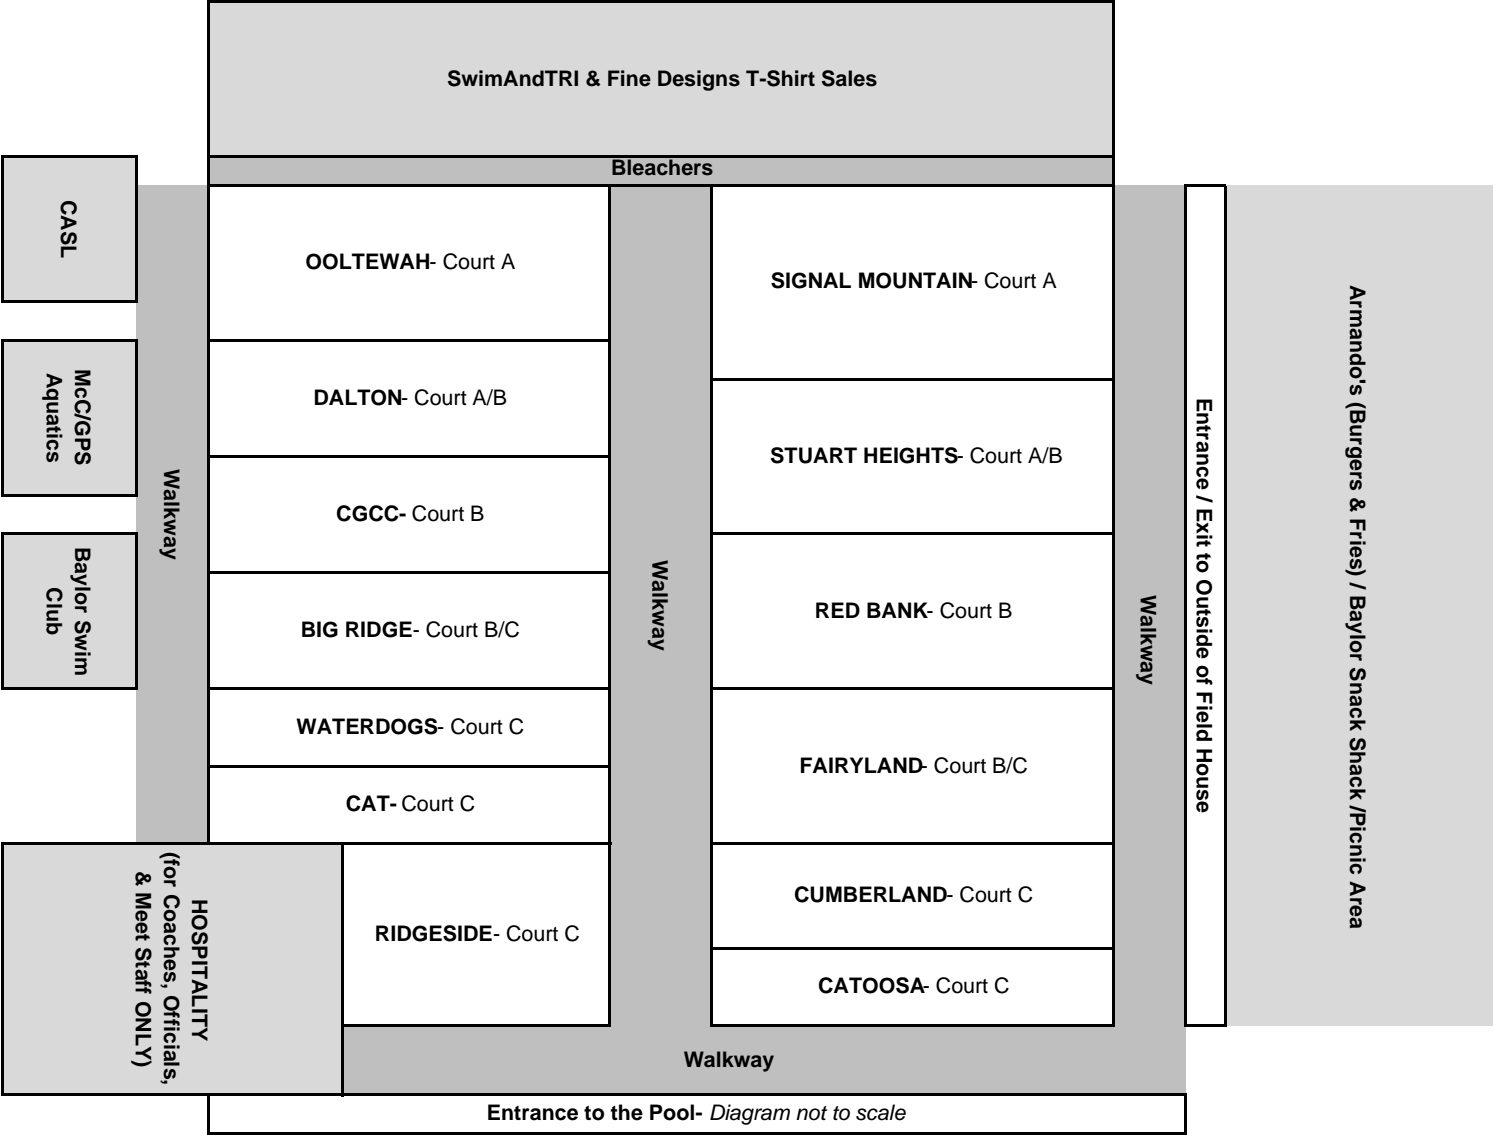 SwimAndTRI & Fine Designs T-Shirt Sales
Bleachers
CASL
McC/GPS
Aquatics
Baylor Swim
Club
Walkway
OOLTEWAH- Court A
DALTON- Court A/B
CGCC- Court B
BIG RIDGE- Court B/C
WATERDOGS- Court C
CAT- Court C
HOSPITALITY
(for Coaches, Officials,
& Meet Staff ONLY)
RIDGESIDE- Court C
Walkway
SIGNAL MOUNTAIN- Court A
STUART HEIGHTS- Court A/B
RED BANK- Court B
FAIRYLAND- Court B/C
CUMBERLAND- Court C
CATOOSA- Court C
Walkway
Entrance / Exit to Outside of Field House
Armando's (Burgers & Fries) / Baylor Snack Shack /Picnic Area
Walkway
Entrance to the Pool- Diagram not to scale